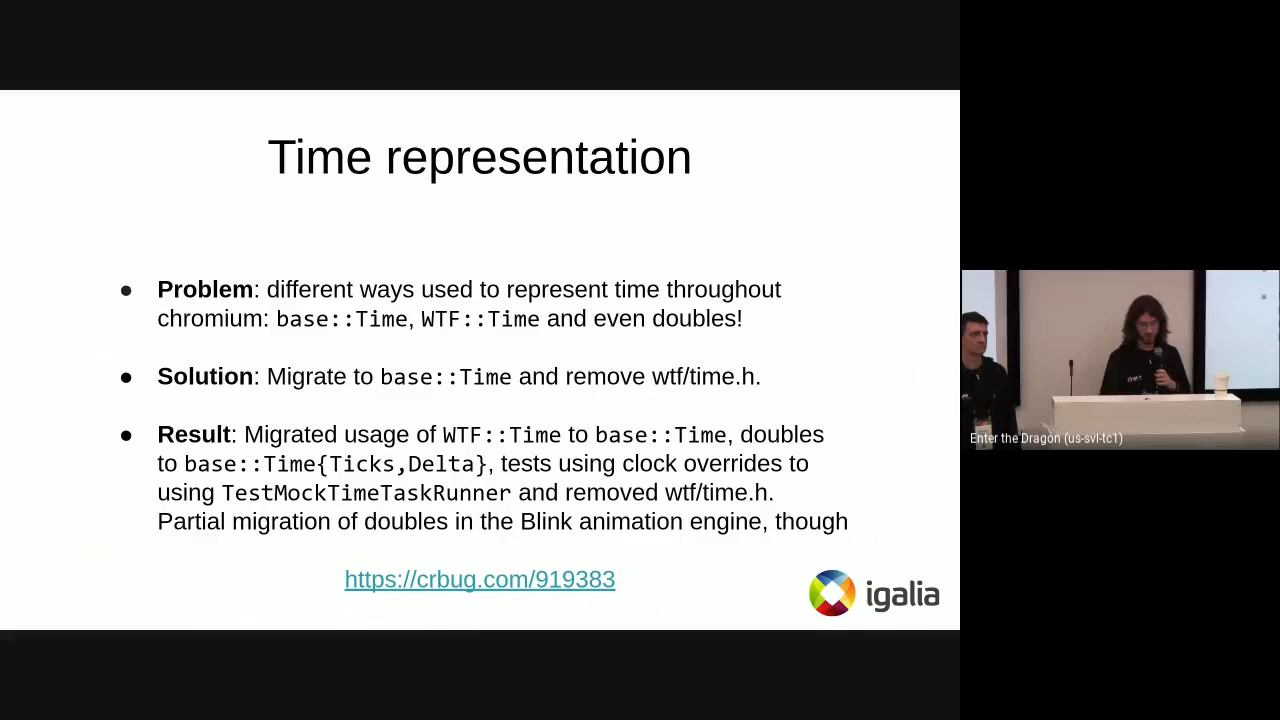 Time representation
● Problem: different ways used to represent time throughout
chromium: base::Time, WTF::Time and even doubles!
● Solution: Migrate to base::Time and remove wtf/time.h.
● Result: Migrated usage of WTF::Time to base::Time, doubles
to base::Time{Ticks,Delta}, tests using clock overrides to
using TestMockTimeTaskRunner and removed wtf/time.h.
Partial migration of doubles in the Blink animation engine, though
https://crbug.com/919383
igalia
Enter the Dragon (us-svl-tc1)